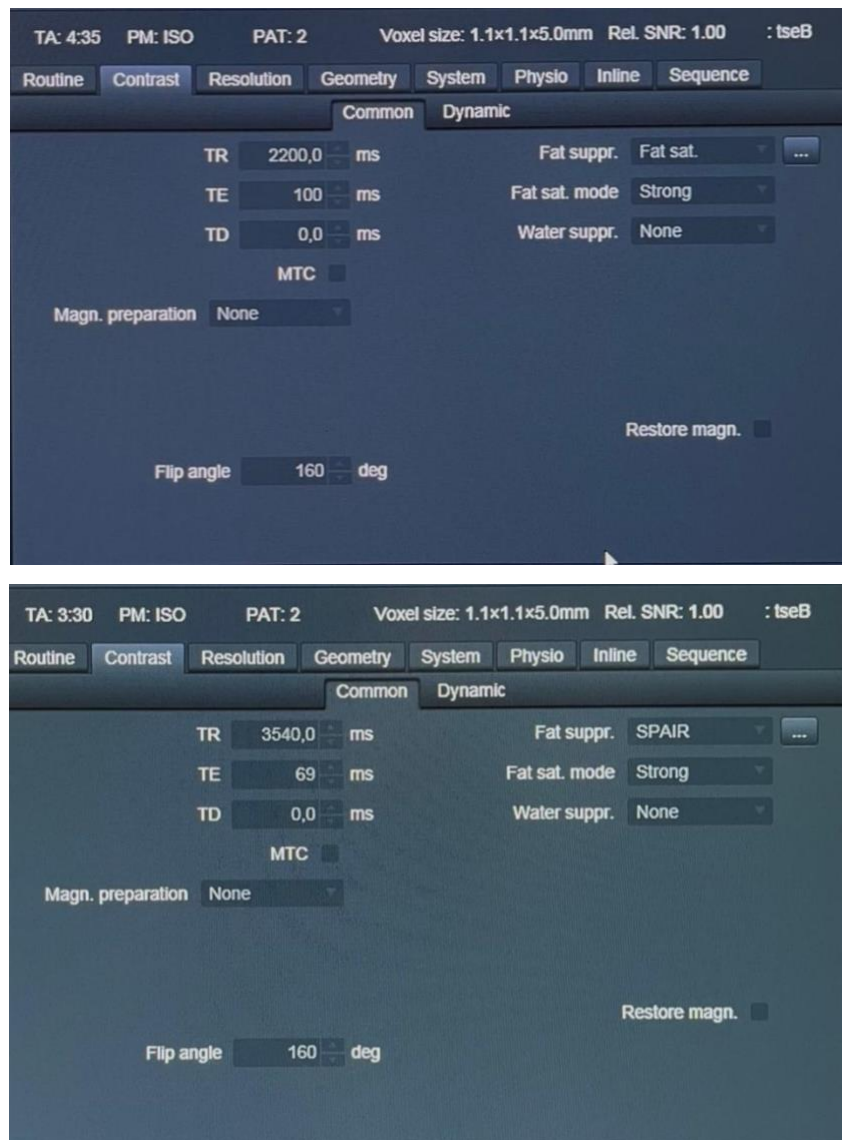 TA: 4:35 PM: ISO PAT: 2 Voxel size: 1.1×1.1×5.0mm Rel. SNR: 1.00 : tseB
Routine Contrast Resolution Geometry System Physio Inline Sequence
Common Dynamic
TR 2200,0 ms Fat suppr. Fat sat. ...
TE 100 ms Fat sat. mode Strong
TD 0,0 ms Water suppr. None
MTC
Magn. preparation None
Restore magn.
Flip angle 160 deg
TA: 3:30 PM: ISO PAT: 2 Voxel size: 1.1×1.1×5.0mm Rel. SNR: 1.00 : tseB
Routine Contrast Resolution Geometry System Physio Inline Sequence
Common Dynamic
TR 3540,0 ms Fat suppr. SPAIR ...
TE 69 ms Fat sat. mode Strong
TD 0,0 ms Water suppr. None
MTC
Magn. preparation None
Restore magn.
Flip angle 160 deg